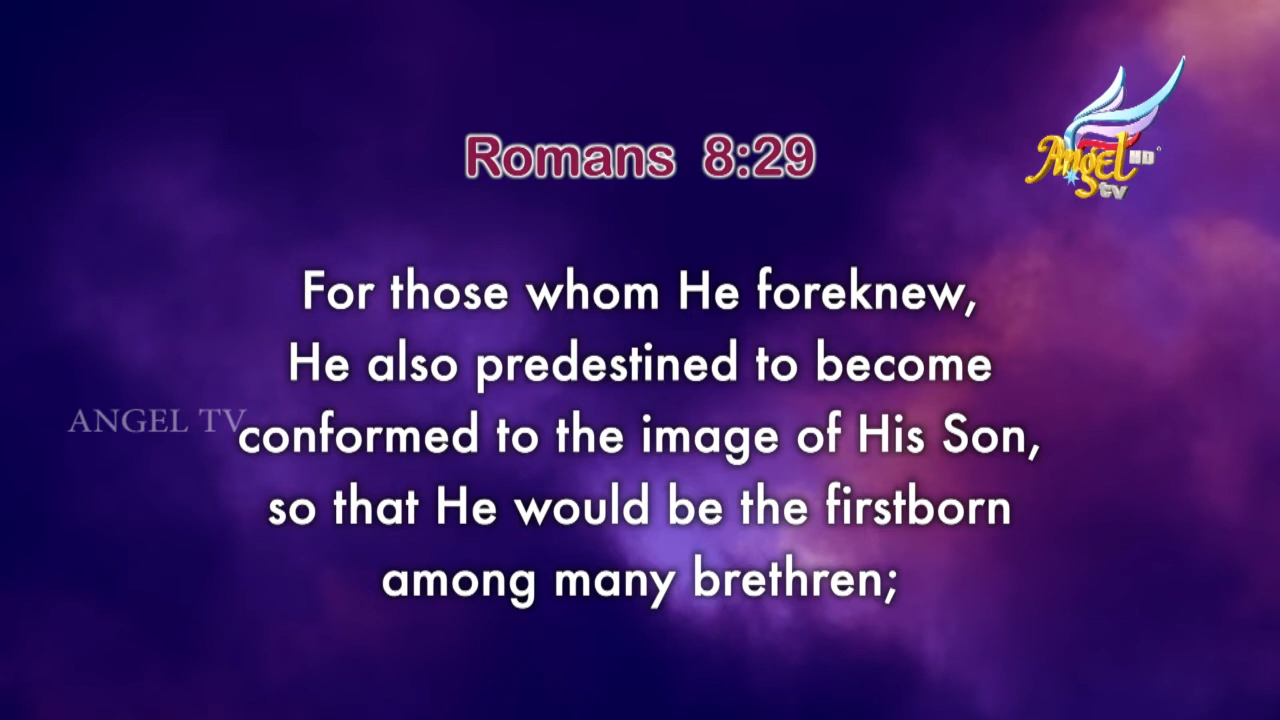 Romans 8:29
Angel HD
tv
For those whom He foreknew,
He also predestined to become
ANGEL TV
conformed to the image of His Son,
so that He would be the firstborn
among many brethren;